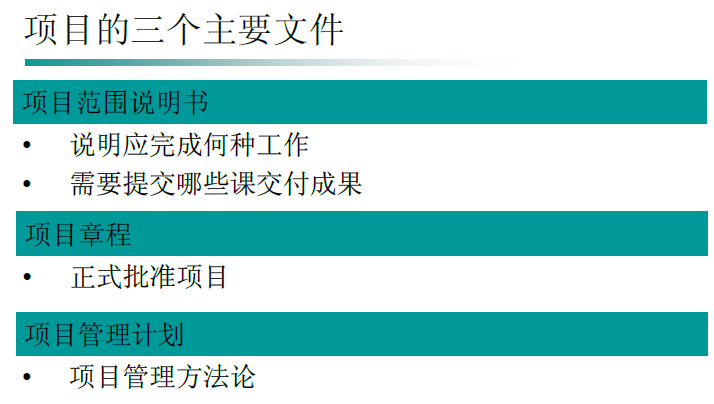 项目的三个主要文件
项目范围说明书
• 说明应完成何种工作
• 需要提交哪些课交付成果
项目章程
• 正式批准项目
项目管理计划
• 项目管理方法论